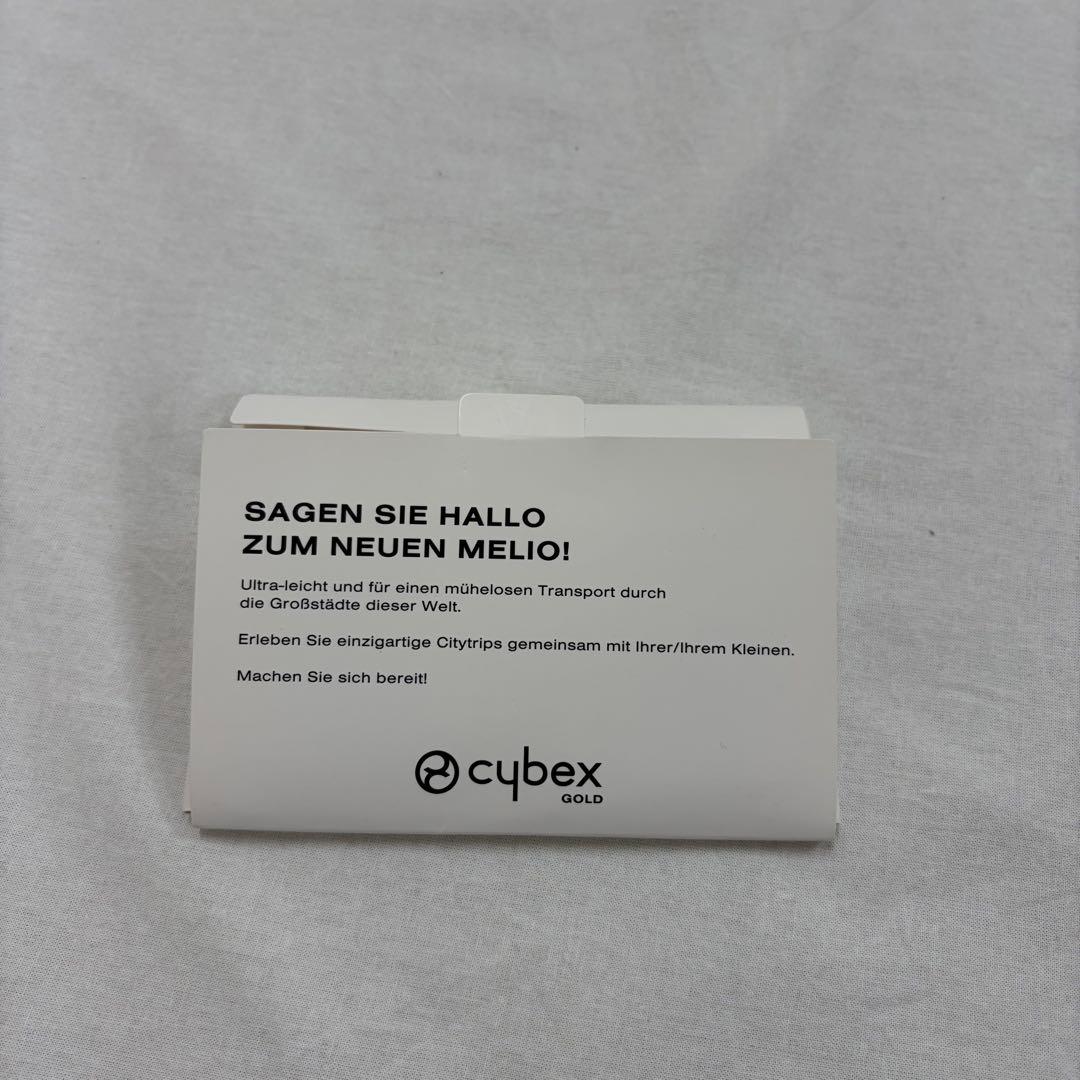 SAGEN SIE HALLO
ZUM NEUEN MELIO!
Ultra-leicht und für einen mühelosen Transport durch
die Großstädte dieser Welt.
Erleben Sie einzigartige Citytrips gemeinsam mit Ihrer/Ihrem Kleinen.
Machen Sie sich bereit!
cybex
GOLD